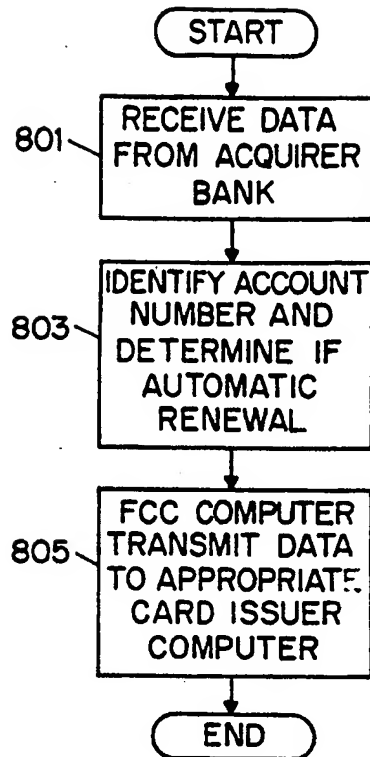 START
801
RECEIVE DATA
FROM ACQUIRER
BANK
803
IDENTIFY ACCOUNT
NUMBER AND
DETERMINE IF
AUTOMATIC
RENEWAL
805
FCC COMPUTER
TRANSMIT DATA
TO APPROPRIATE
CARD ISSUER
COMPUTER
END